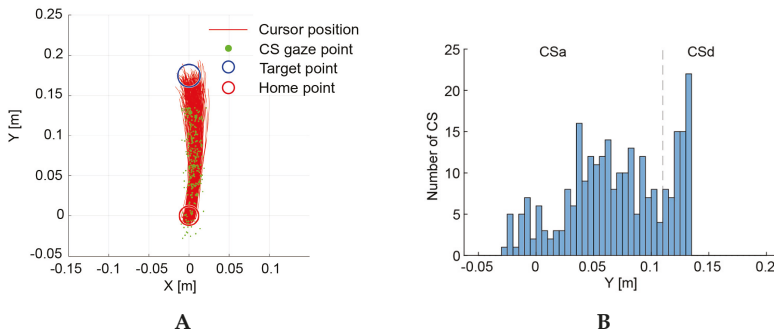 0.25
0.2
0.15
0.1
0.05
0
-0.05
Y [m]
-0.15
-0.1
-0.05
0
0.05
0.1
X [m]
Cursor position
CS gaze point
Target point
Home point
A
25
20
15
10
5
0
Number of CS
CSa
CSd
-0.05
0
0.05
0.1
0.15
0.2
Y [m]
B